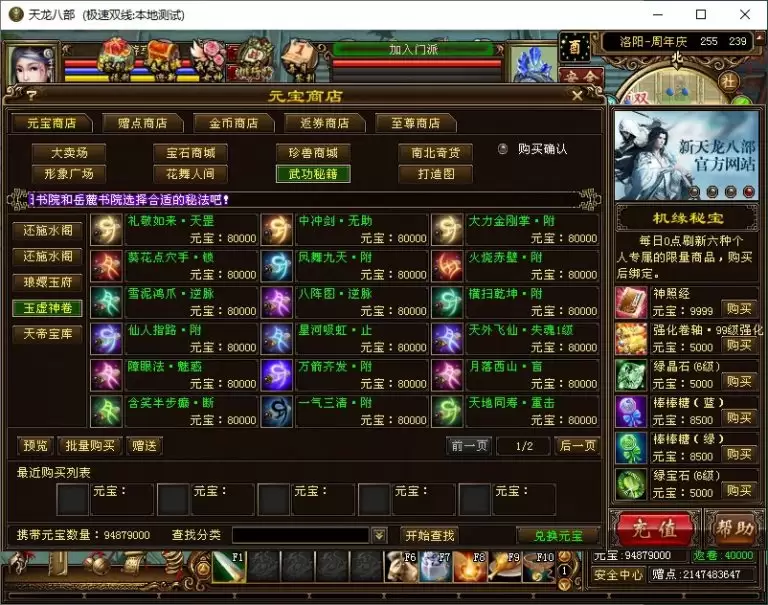 天龙八部 (极速双线:本地测试)
加入门派
洛阳-周年庆 255 239
北
安全
元宝商店
元宝商店 赠点商店 金币商店 返券商店 至尊商店
大卖场 宝石商城 珍兽商城 南北奇货 购买确认
形象广场 花舞人间 武功秘籍 打造图
书院和岳麓书院选择合适的秘法吧!
还施水阁
还施水阁
琅嬛玉府
玉虚神卷
天帝宝库
礼敬如来·天罡 元宝:80000
中冲剑·无助 元宝:80000
大力金刚掌·附 元宝:80000
葵花点穴手·锁 元宝:80000
凤舞九天·附 元宝:80000
火烧赤壁·附 元宝:80000
雪泥鸿爪·逆脉 元宝:80000
八阵图·逆脉 元宝:80000
横扫乾坤·附 元宝:80000
仙人指路·附 元宝:80000
星河吸虹·止 元宝:80000
天外飞仙·失魂1级 元宝:80000
障眼法·魅惑 元宝:80000
万箭齐发·附 元宝:80000
月落西山·盲 元宝:80000
含笑半步癫·断 元宝:80000
一气三清·附 元宝:80000
天地同寿·重击 元宝:80000
预览 批量购买 赠送 前一页 1/2 后一页
最近购买列表
元宝: 元宝: 元宝: 元宝: 元宝:
携带元宝数量:94879000 查找分类 开始查找 兑换元宝
新天龙八部
官方网站
机缘秘宝
每日0点刷新六种个
人专属的限量商品,购买
后绑定。
神照经
元宝:9999 购买
强化卷轴·99级强化
元宝:5000 购买
绿晶石(6级)
元宝:5000 购买
棒棒糖(蓝)
元宝:8500 购买
棒棒糖(绿)
元宝:8500 购买
绿宝石(6级)
元宝:5000 购买
充值 帮助
元宝:94879000 返卷:40000
安全中心 赠点:2147483647
F1 F6 F7 F8 F9 F10 1